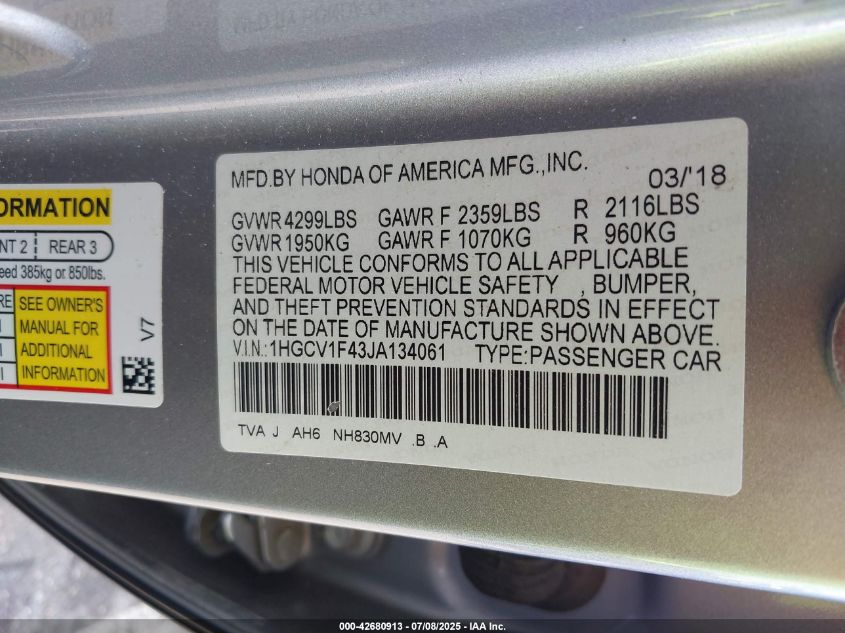 ORMATION
NT 2 | REAR 3
eed 385kg or 850lbs.
RE
SEE OWNER'S
MANUAL FOR
ADDITIONAL
INFORMATION
V7
MFD.BY HONDA OF AMERICA MFG.,INC. 03/'18
GVWR 4299LBS GAWR F 2359LBS R 2116LBS
GVWR 1950KG GAWR F 1070KG R 960KG
THIS VEHICLE CONFORMS TO ALL APPLICABLE
FEDERAL MOTOR VEHICLE SAFETY , BUMPER,
AND THEFT PREVENTION STANDARDS IN EFFECT
ON THE DATE OF MANUFACTURE SHOWN ABOVE.
V.I.N.:1HGCV1F43JA134061 TYPE:PASSENGER CAR
TVA J AH6 NH830MV .B .A
000-42680913 - 07/08/2025 - IAA Inc.